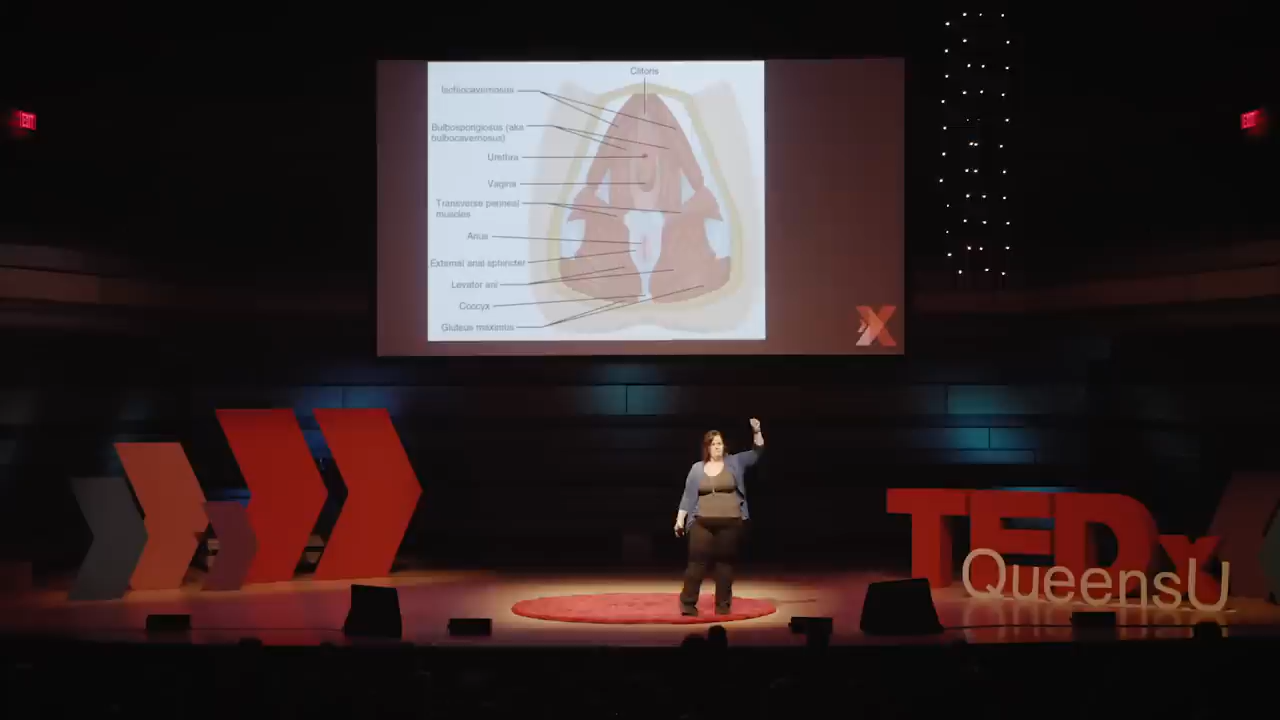 Clitoris
Ischiocavernosus
Bulbospongiosus (aka
bulbocavernosus)
Urethra
Vagina
Transverse perineal
muscles
Anus
External anal sphincter
Levator ani
Coccyx
Gluteus maximus
X
EXIT
EXIT
TEDx
QueensU